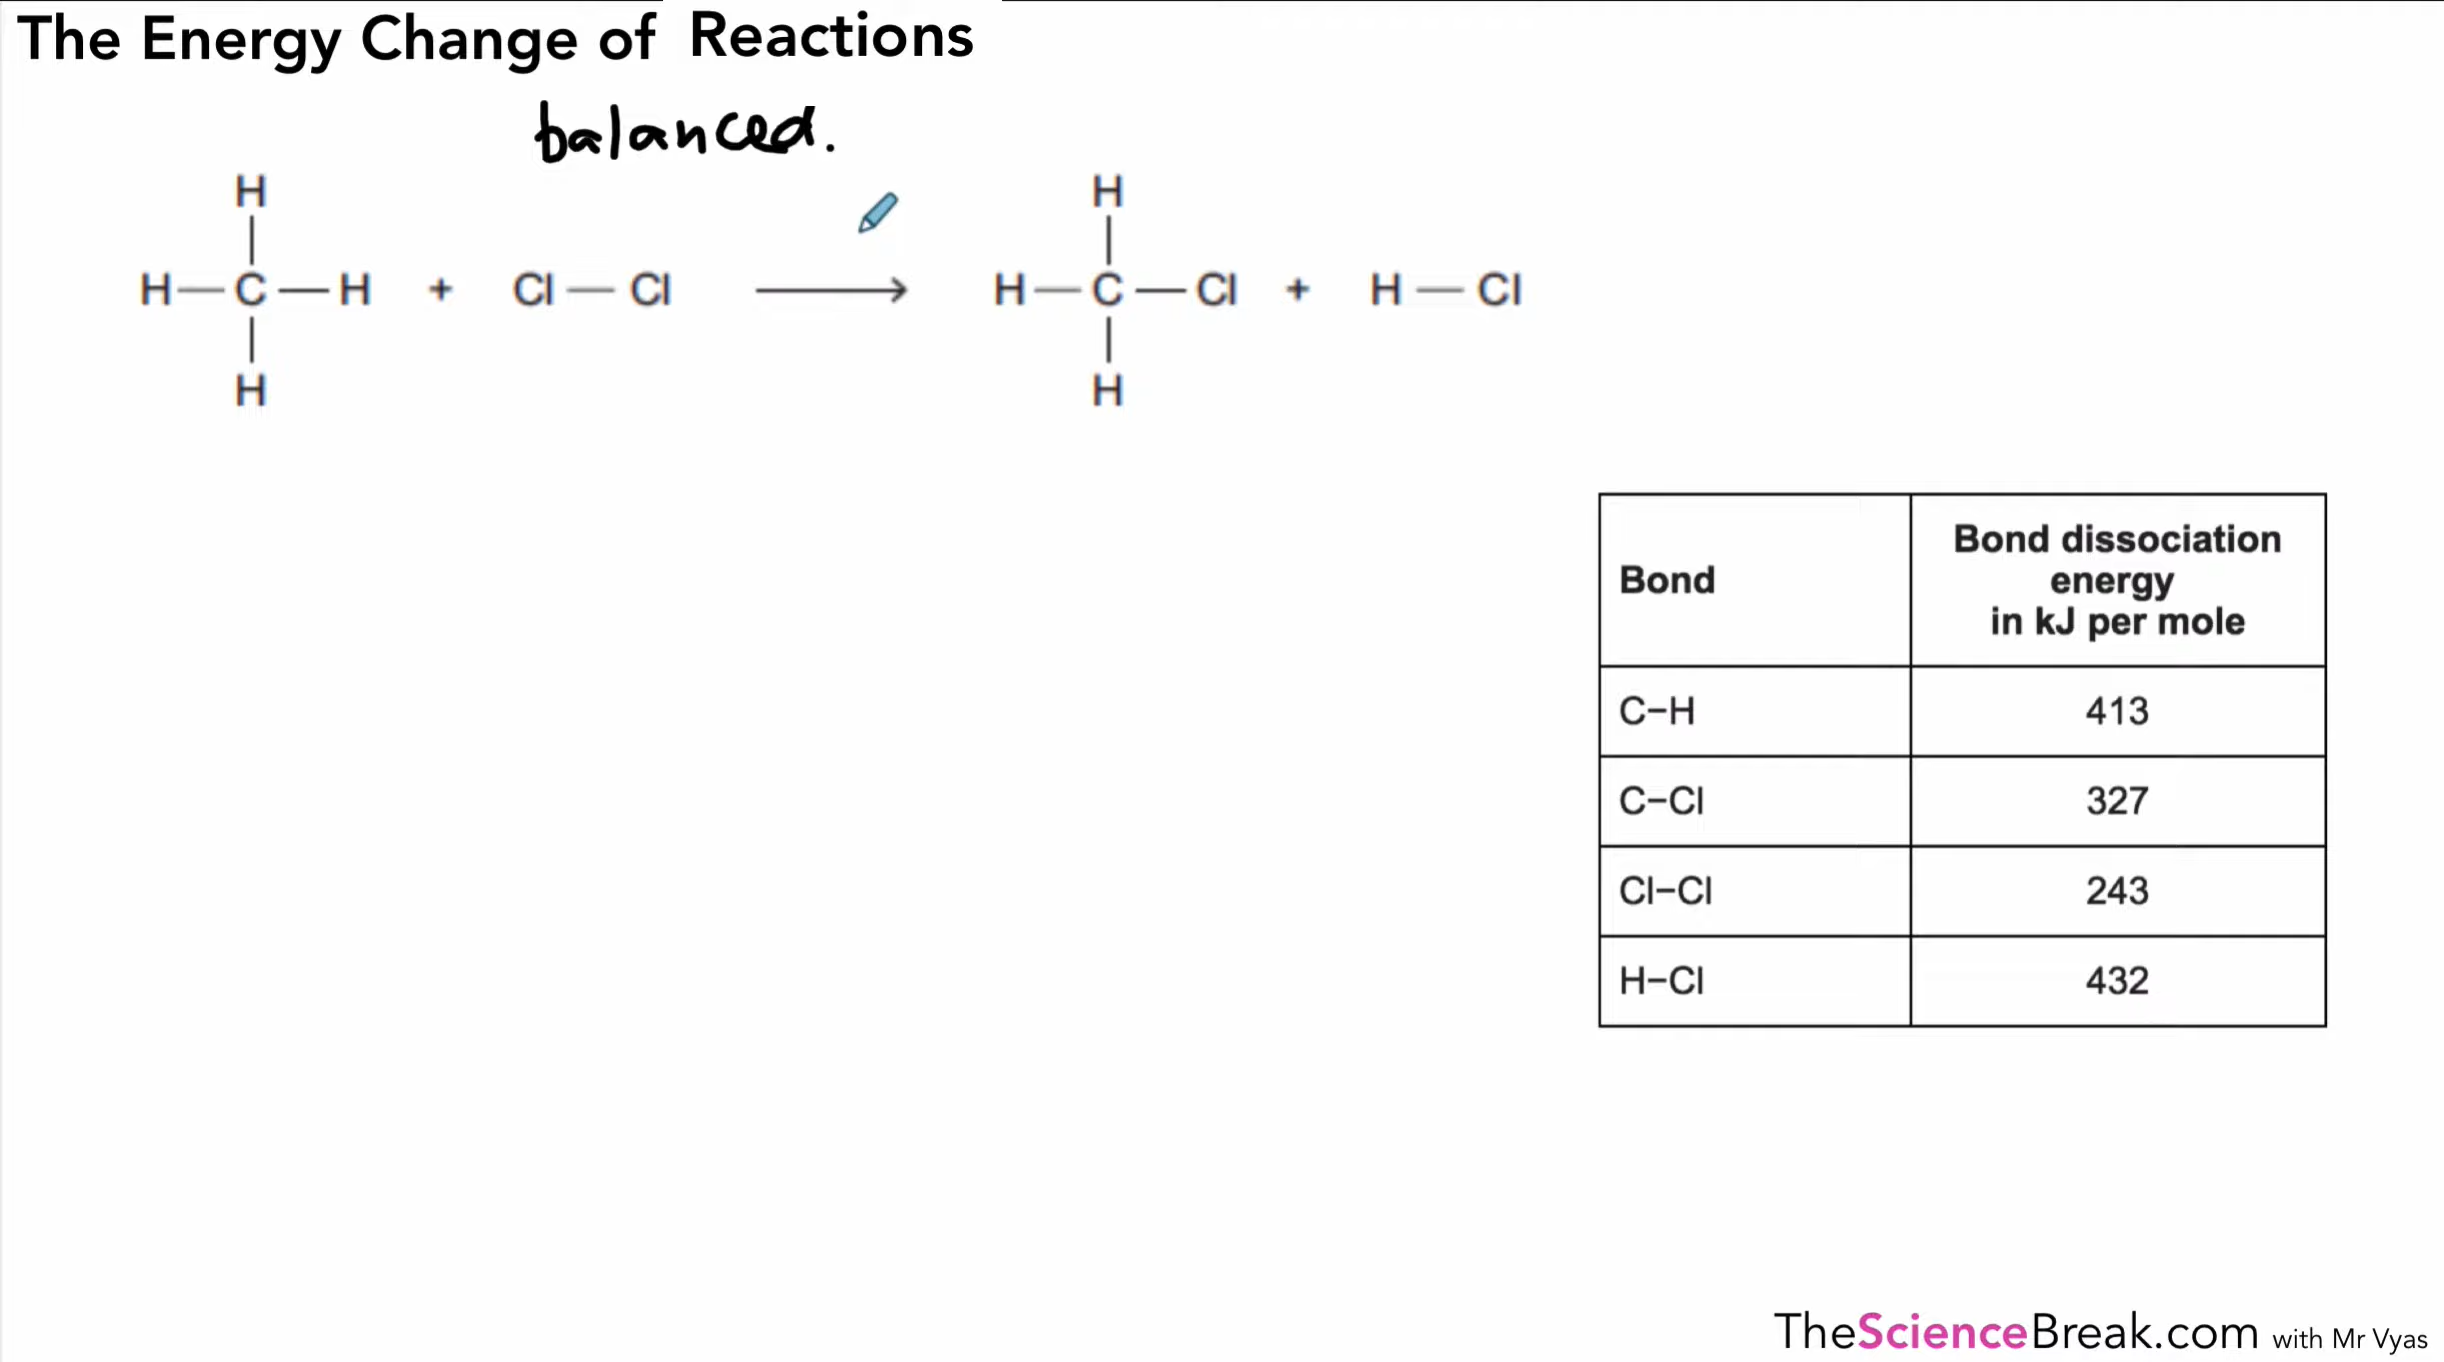 The Energy Change of Reactions
balanced.
H H
H—C—H + Cl—Cl ⟶ H—C—Cl + H—Cl
H H
Bond Bond dissociation
energy
in kJ per mole
C–H 413
C–Cl 327
Cl–Cl 243
H–Cl 432
TheScienceBreak.com with Mr Vyas